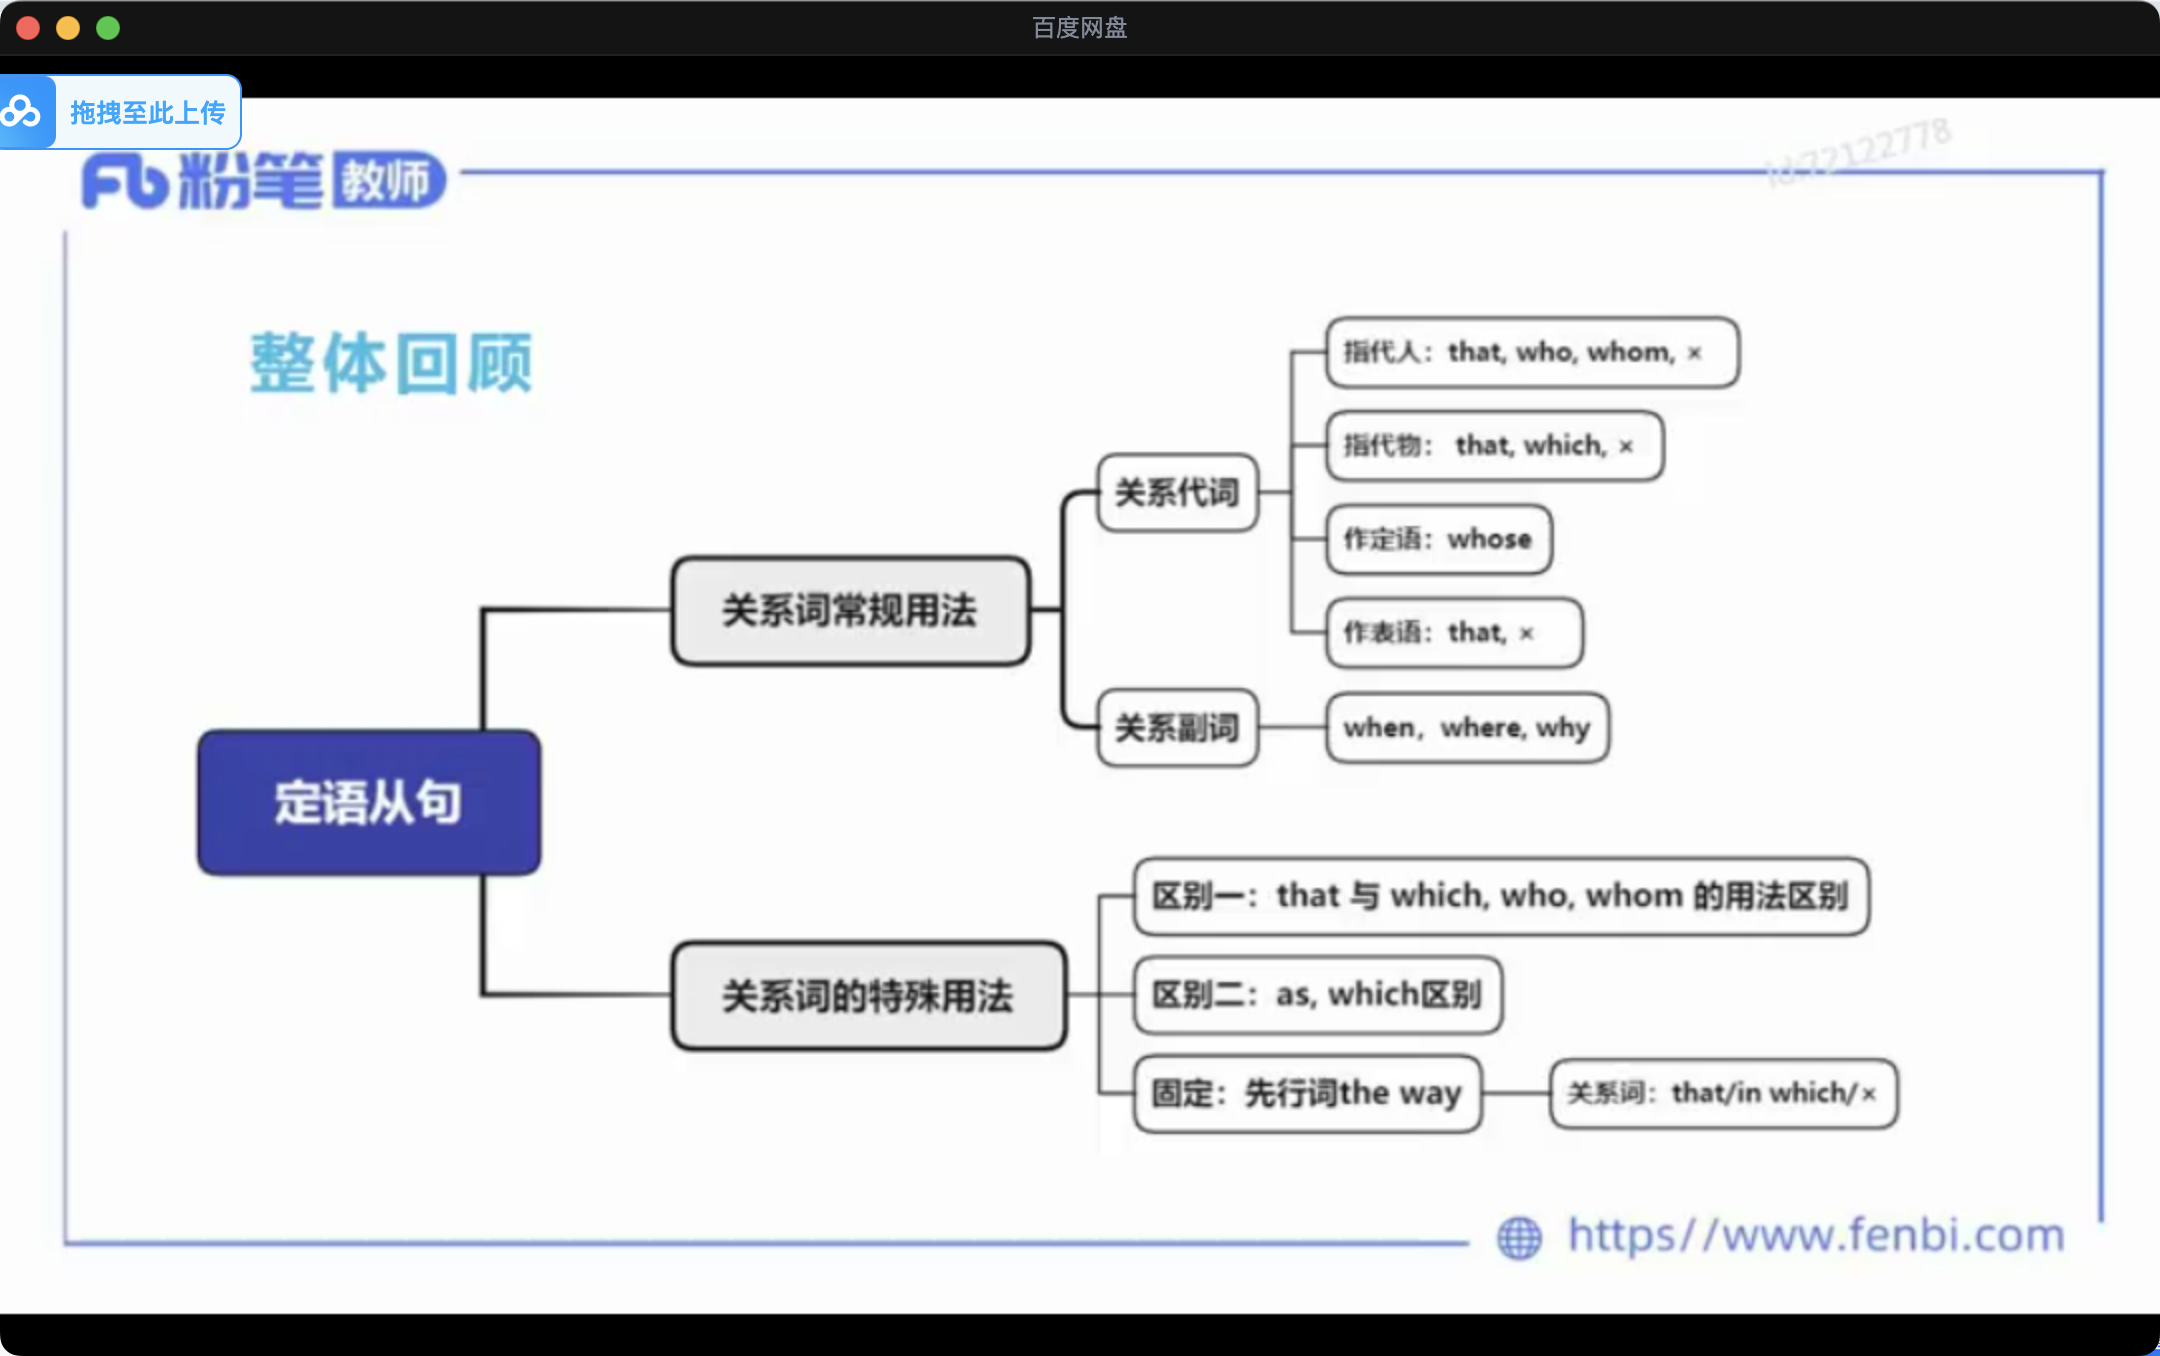 百度网盘
拖拽至此上传
粉笔教师
id:72122778
整体回顾
定语从句
关系词常规用法
关系代词
指代人：that, who, whom, ×
指代物： that, which, ×
作定语：whose
作表语：that, ×
关系副词
when，where, why
关系词的特殊用法
区别一：that 与 which, who, whom 的用法区别
区别二：as, which区别
固定：先行词the way
关系词：that/in which/×
https//www.fenbi.com